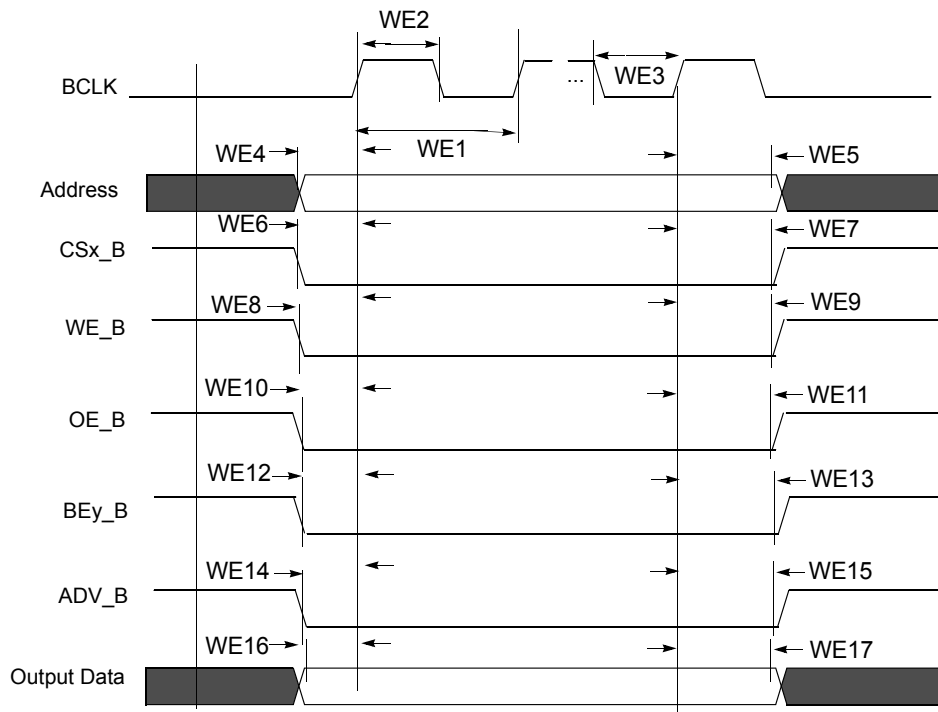 WE2
BCLK
...
WE3
WE1
WE4
WE5
Address
WE6
WE7
CSx_B
WE8
WE9
WE_B
WE10
WE11
OE_B
WE12
WE13
BEy_B
WE14
WE15
ADV_B
WE16
WE17
Output Data